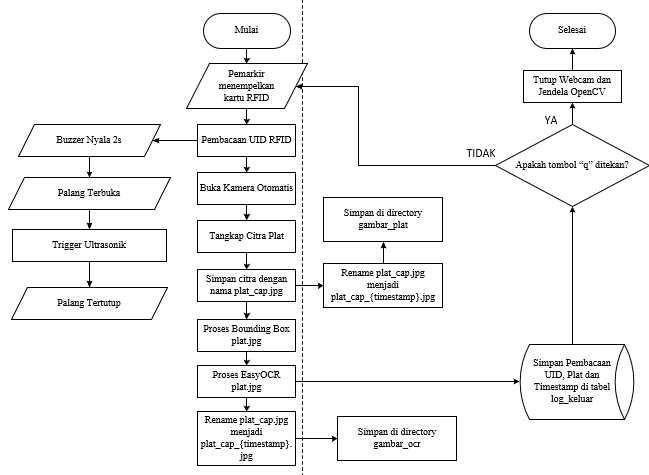 Mulai
Pemarkir
menempelkan
kartu RFID
Pembacaan UID RFID
Buzzer Nyala 2s
Palang Terbuka
Trigger Ultrasonik
Palang Tertutup
Buka Kamera Otomatis
Tangkap Citra Plat
Simpan citra dengan
nama plat_cap.jpg
Rename plat_cap.jpg
menjadi
plat_cap_{timestamp}.jpg
Simpan di directory
gambar_plat
Proses Bounding Box
plat.jpg
Proses EasyOCR
plat.jpg
Rename plat_cap.jpg
menjadi
plat_cap_{timestamp}.
jpg
Simpan di directory
gambar_ocr
Simpan Pembacaan
UID, Plat dan
Timestamp di tabel
log_keluar
Apakah tombol “q” ditekan?
TIDAK
YA
Tutup Webcam dan
Jendela OpenCV
Selesai